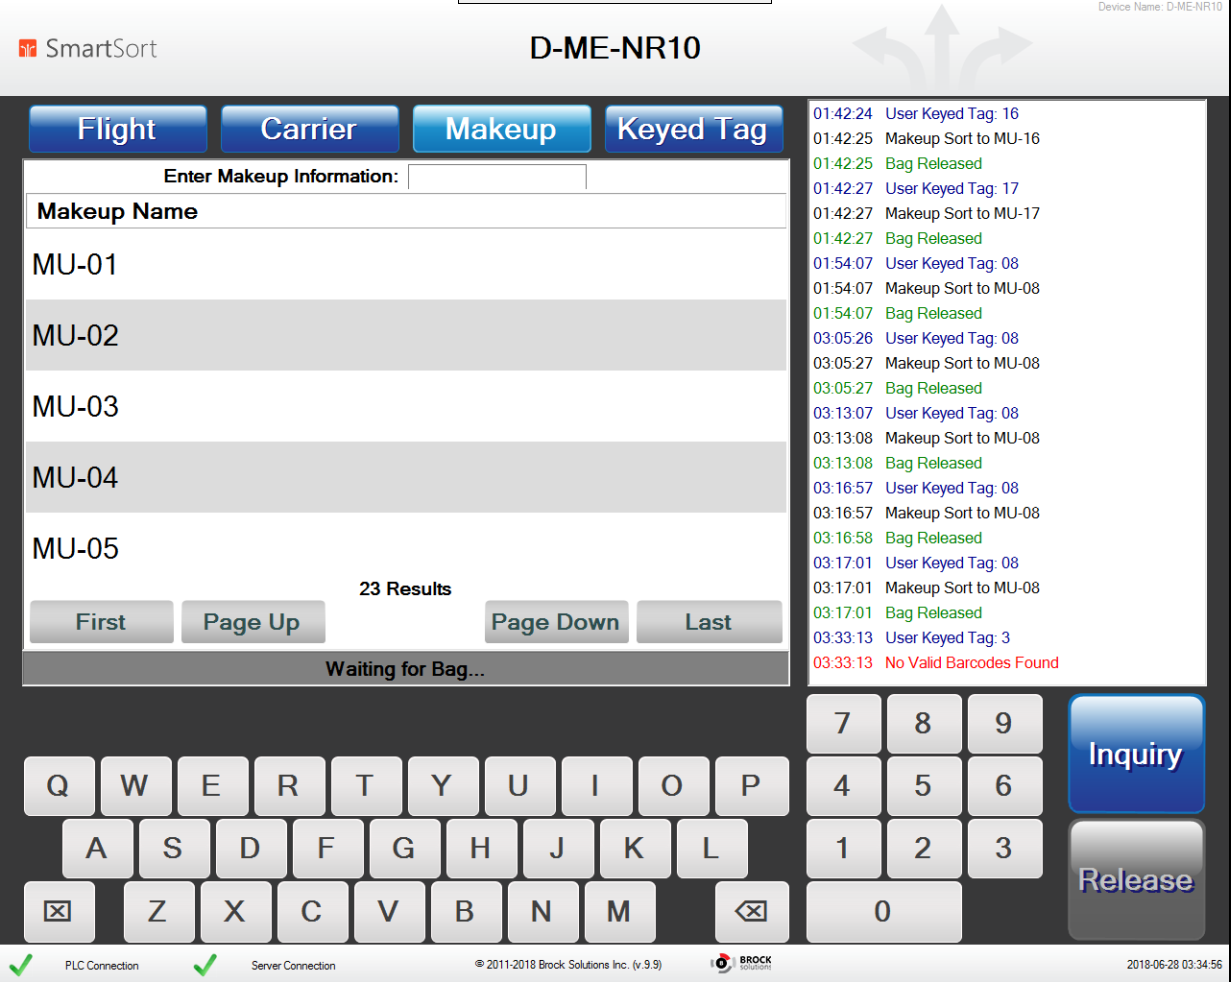 Device Name: D-ME-NR10
SmartSort
D-ME-NR10
Flight Carrier Makeup Keyed Tag
Enter Makeup Information:
Makeup Name
MU-01
MU-02
MU-03
MU-04
MU-05
23 Results
First Page Up Page Down Last
Waiting for Bag...
01:42:24 User Keyed Tag: 16
01:42:25 Makeup Sort to MU-16
01:42:25 Bag Released
01:42:27 User Keyed Tag: 17
01:42:27 Makeup Sort to MU-17
01:42:27 Bag Released
01:54:07 User Keyed Tag: 08
01:54:07 Makeup Sort to MU-08
01:54:07 Bag Released
03:05:26 User Keyed Tag: 08
03:05:27 Makeup Sort to MU-08
03:05:27 Bag Released
03:13:07 User Keyed Tag: 08
03:13:08 Makeup Sort to MU-08
03:13:08 Bag Released
03:16:57 User Keyed Tag: 08
03:16:57 Makeup Sort to MU-08
03:16:58 Bag Released
03:17:01 User Keyed Tag: 08
03:17:01 Makeup Sort to MU-08
03:17:01 Bag Released
03:33:13 User Keyed Tag: 3
03:33:13 No Valid Barcodes Found
Q W E R T Y U I O P
A S D F G H J K L
Z X C V B N M
7 8 9
4 5 6
1 2 3
0
Inquiry
Release
PLC Connection
Server Connection
© 2011-2018 Brock Solutions Inc. (v.9.9)
BROCK
solutions
2018-06-28 03:34:56